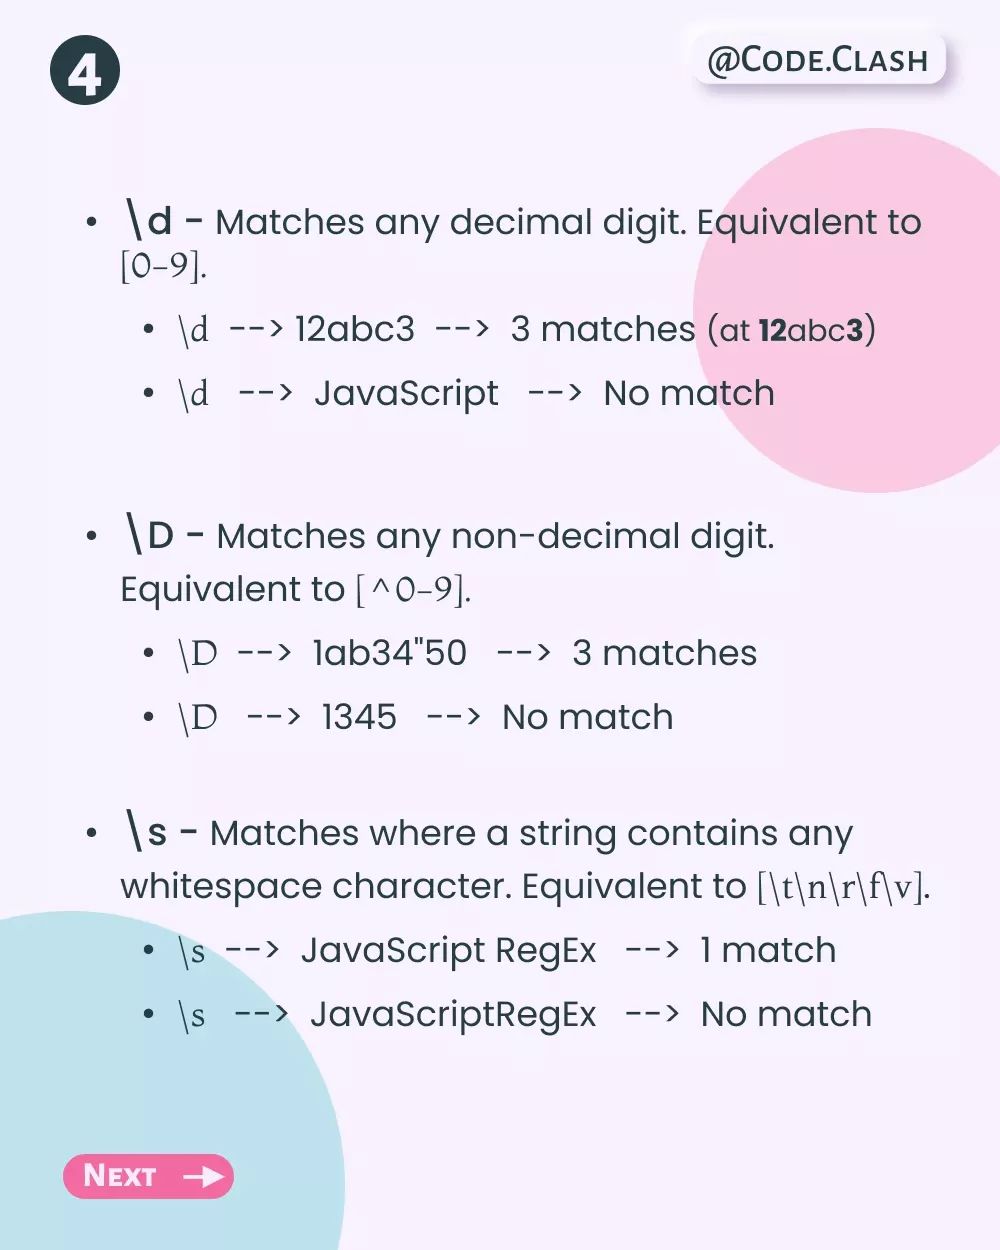 4
@Code.Clash
• \d - Matches any decimal digit. Equivalent to
[0-9].
• \d --> 12abc3 --> 3 matches (at 12abc3)
• \d --> JavaScript --> No match
• \D - Matches any non-decimal digit.
Equivalent to [^0-9].
• \D --> 1ab34"50 --> 3 matches
• \D --> 1345 --> No match
• \s - Matches where a string contains any
whitespace character. Equivalent to [\t\n\r\f\v].
• \s --> JavaScript RegEx --> 1 match
• \s --> JavaScriptRegEx --> No match
Next →